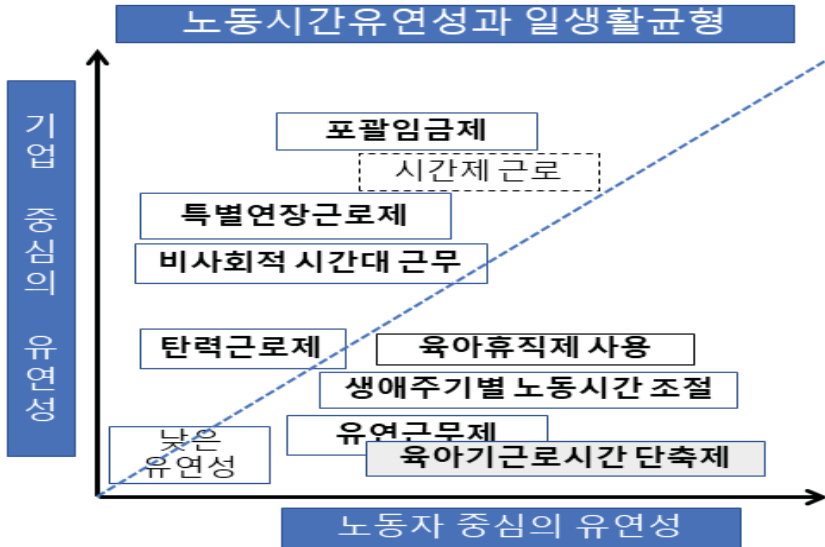 노동시간유연성과 일생활균형
기업 중심의 유연성
포괄임금제
시간제 근로
특별연장근로제
비사회적 시간대 근무
탄력근로제
육아휴직제 사용
생애주기별 노동시간 조절
유연근무제
낮은
유연성
육아기근로시간 단축제
노동자 중심의 유연성